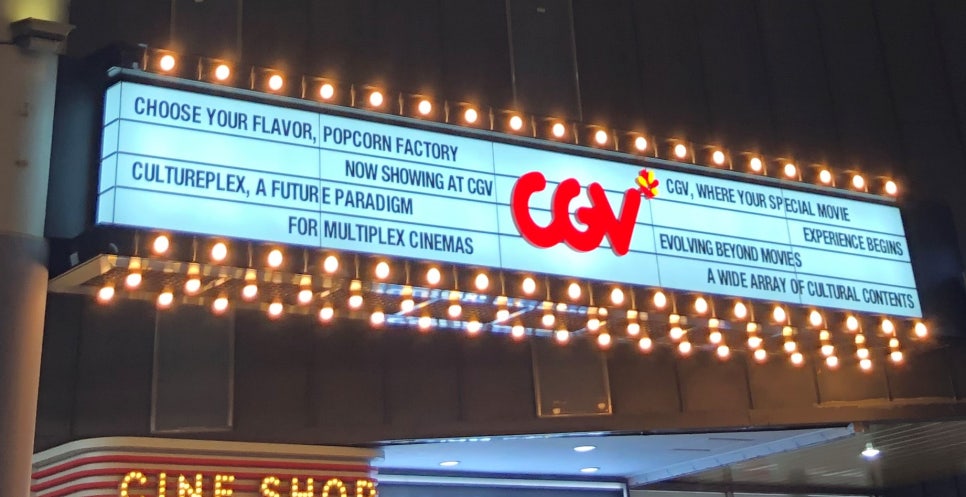 CHOOSE YOUR FLAVOR, POPCORN FACTORY
NOW SHOWING AT CGV
CULTUREPLEX, A FUTURE PARADIGM
FOR MULTIPLEX CINEMAS
CGV
CGV, WHERE YOUR SPECIAL MOVIE
EXPERIENCE BEGINS
EVOLVING BEYOND MOVIES
A WIDE ARRAY OF CULTURAL CONTENTS
CINE SHOP